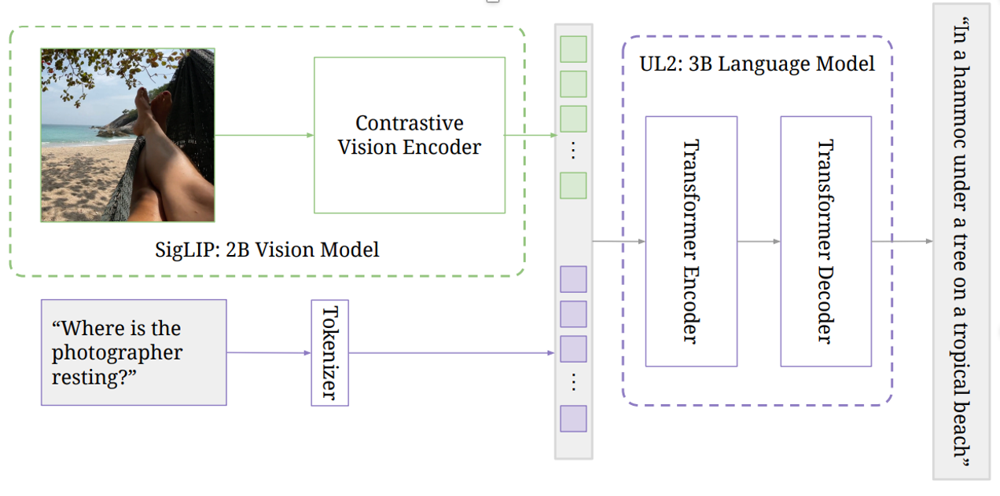 Contrastive
Vision Encoder
SigLIP: 2B Vision Model
“Where is the
photographer
resting?”
Tokenizer
UL2: 3B Language Model
Transformer Encoder
Transformer Decoder
“In a hammoc under a tree on a tropical beach”